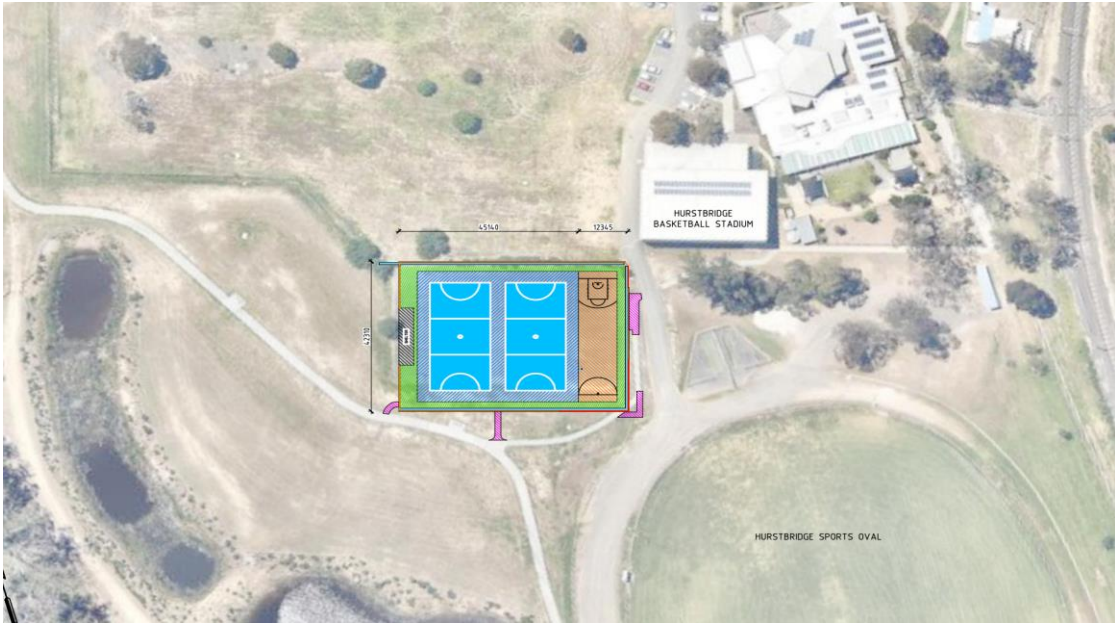 HURSTBRIDGE
BASKETBALL STADIUM
45140
12345
42310
HURSTBRIDGE SPORTS OVAL